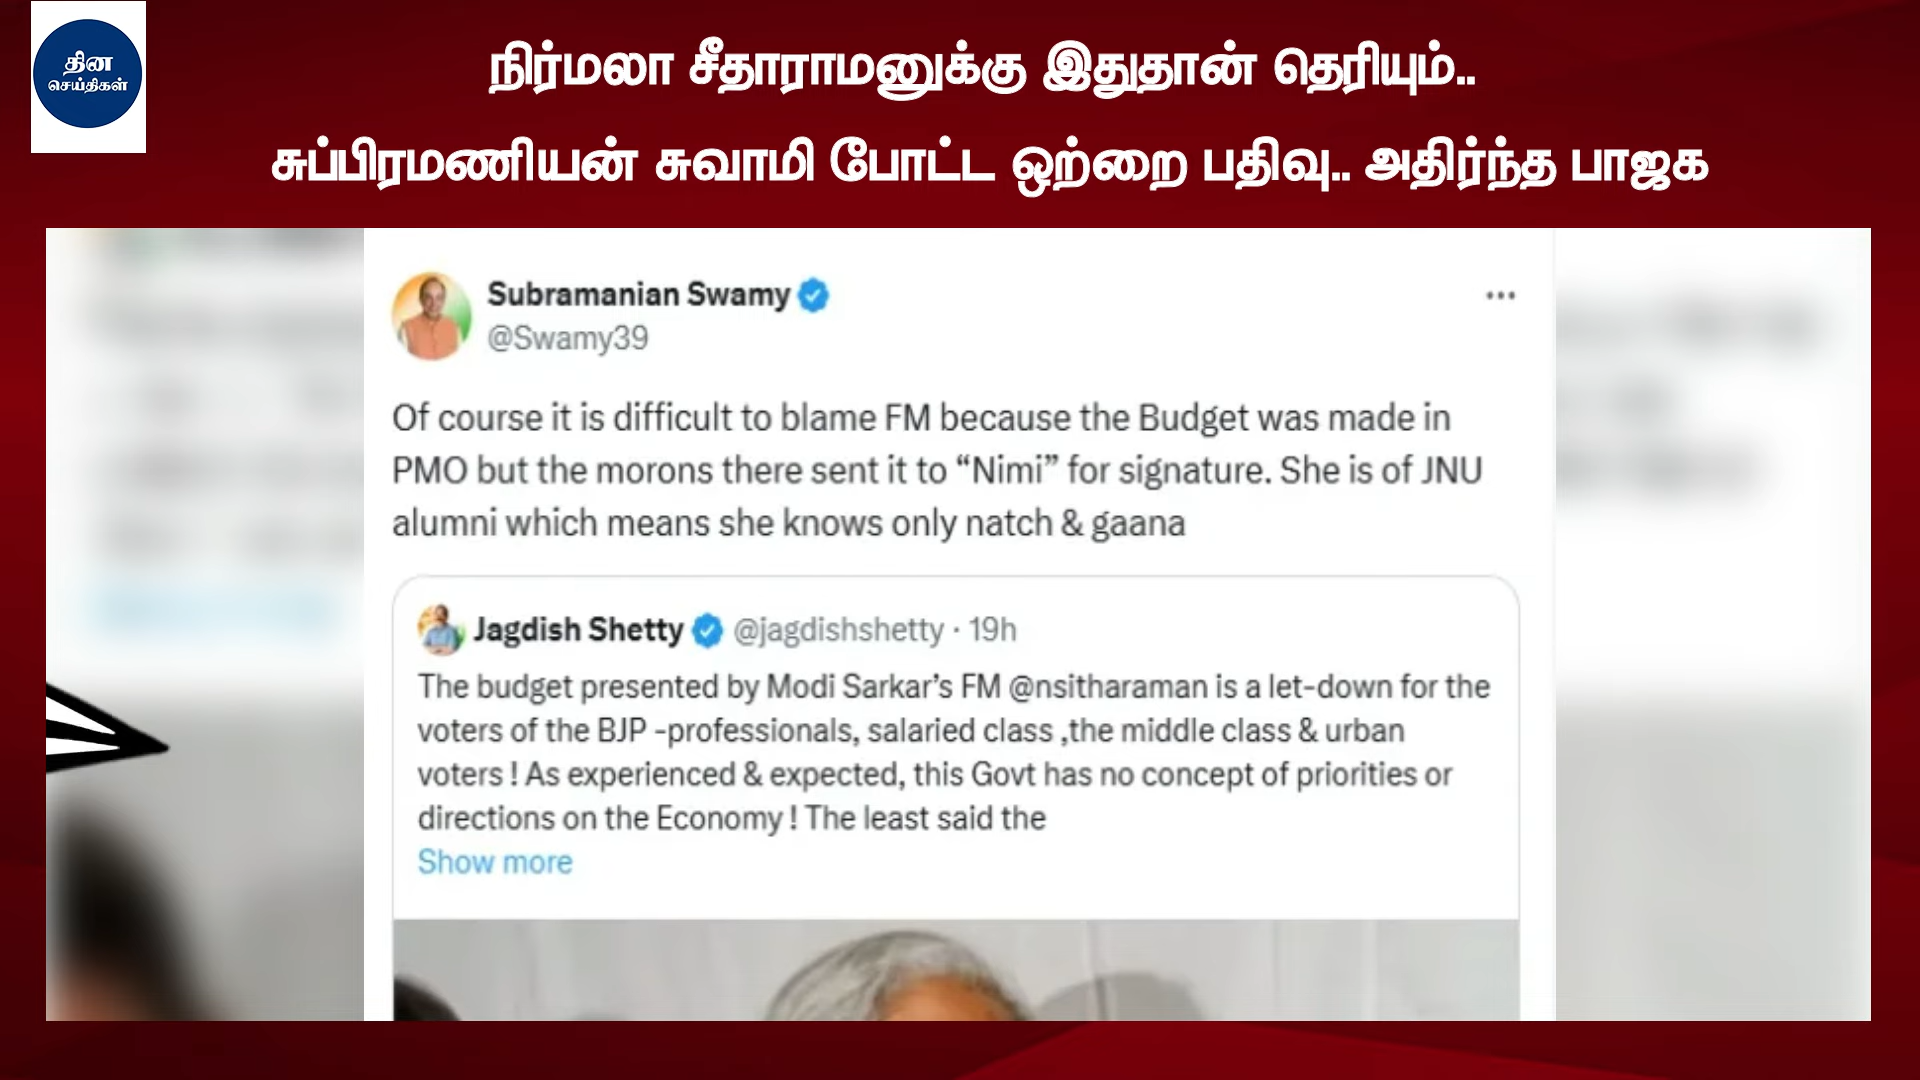 தின
செய்திகள்
நிர்மலா சீதாராமனுக்கு இதுதான் தெரியும்..
சுப்பிரமணியன் சுவாமி போட்ட ஒற்றை பதிவு.. அதிர்ந்த பாஜக
Subramanian Swamy
@Swamy39
Of course it is difficult to blame FM because the Budget was made in
PMO but the morons there sent it to “Nimi” for signature. She is of JNU
alumni which means she knows only natch & gaana
Jagdish Shetty @jagdishshetty · 19h
The budget presented by Modi Sarkar’s FM @nsitharaman is a let-down for the
voters of the BJP -professionals, salaried class ,the middle class & urban
voters ! As experienced & expected, this Govt has no concept of priorities or
directions on the Economy ! The least said the
Show more